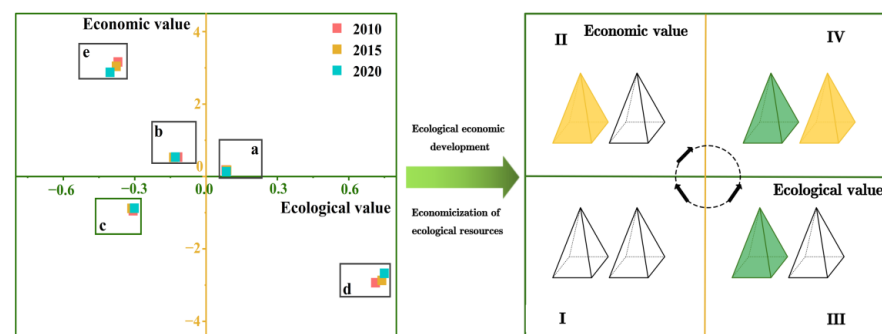 Economic value
4
e
2010
2015
2020
2
b
a
0
−0.6
−0.3
0.0
0.3
0.6
Ecological value
c
−2
d
−4
Ecological economic
development
Economicization of
ecological resources
II
Economic value
IV
Ecological value
I
III